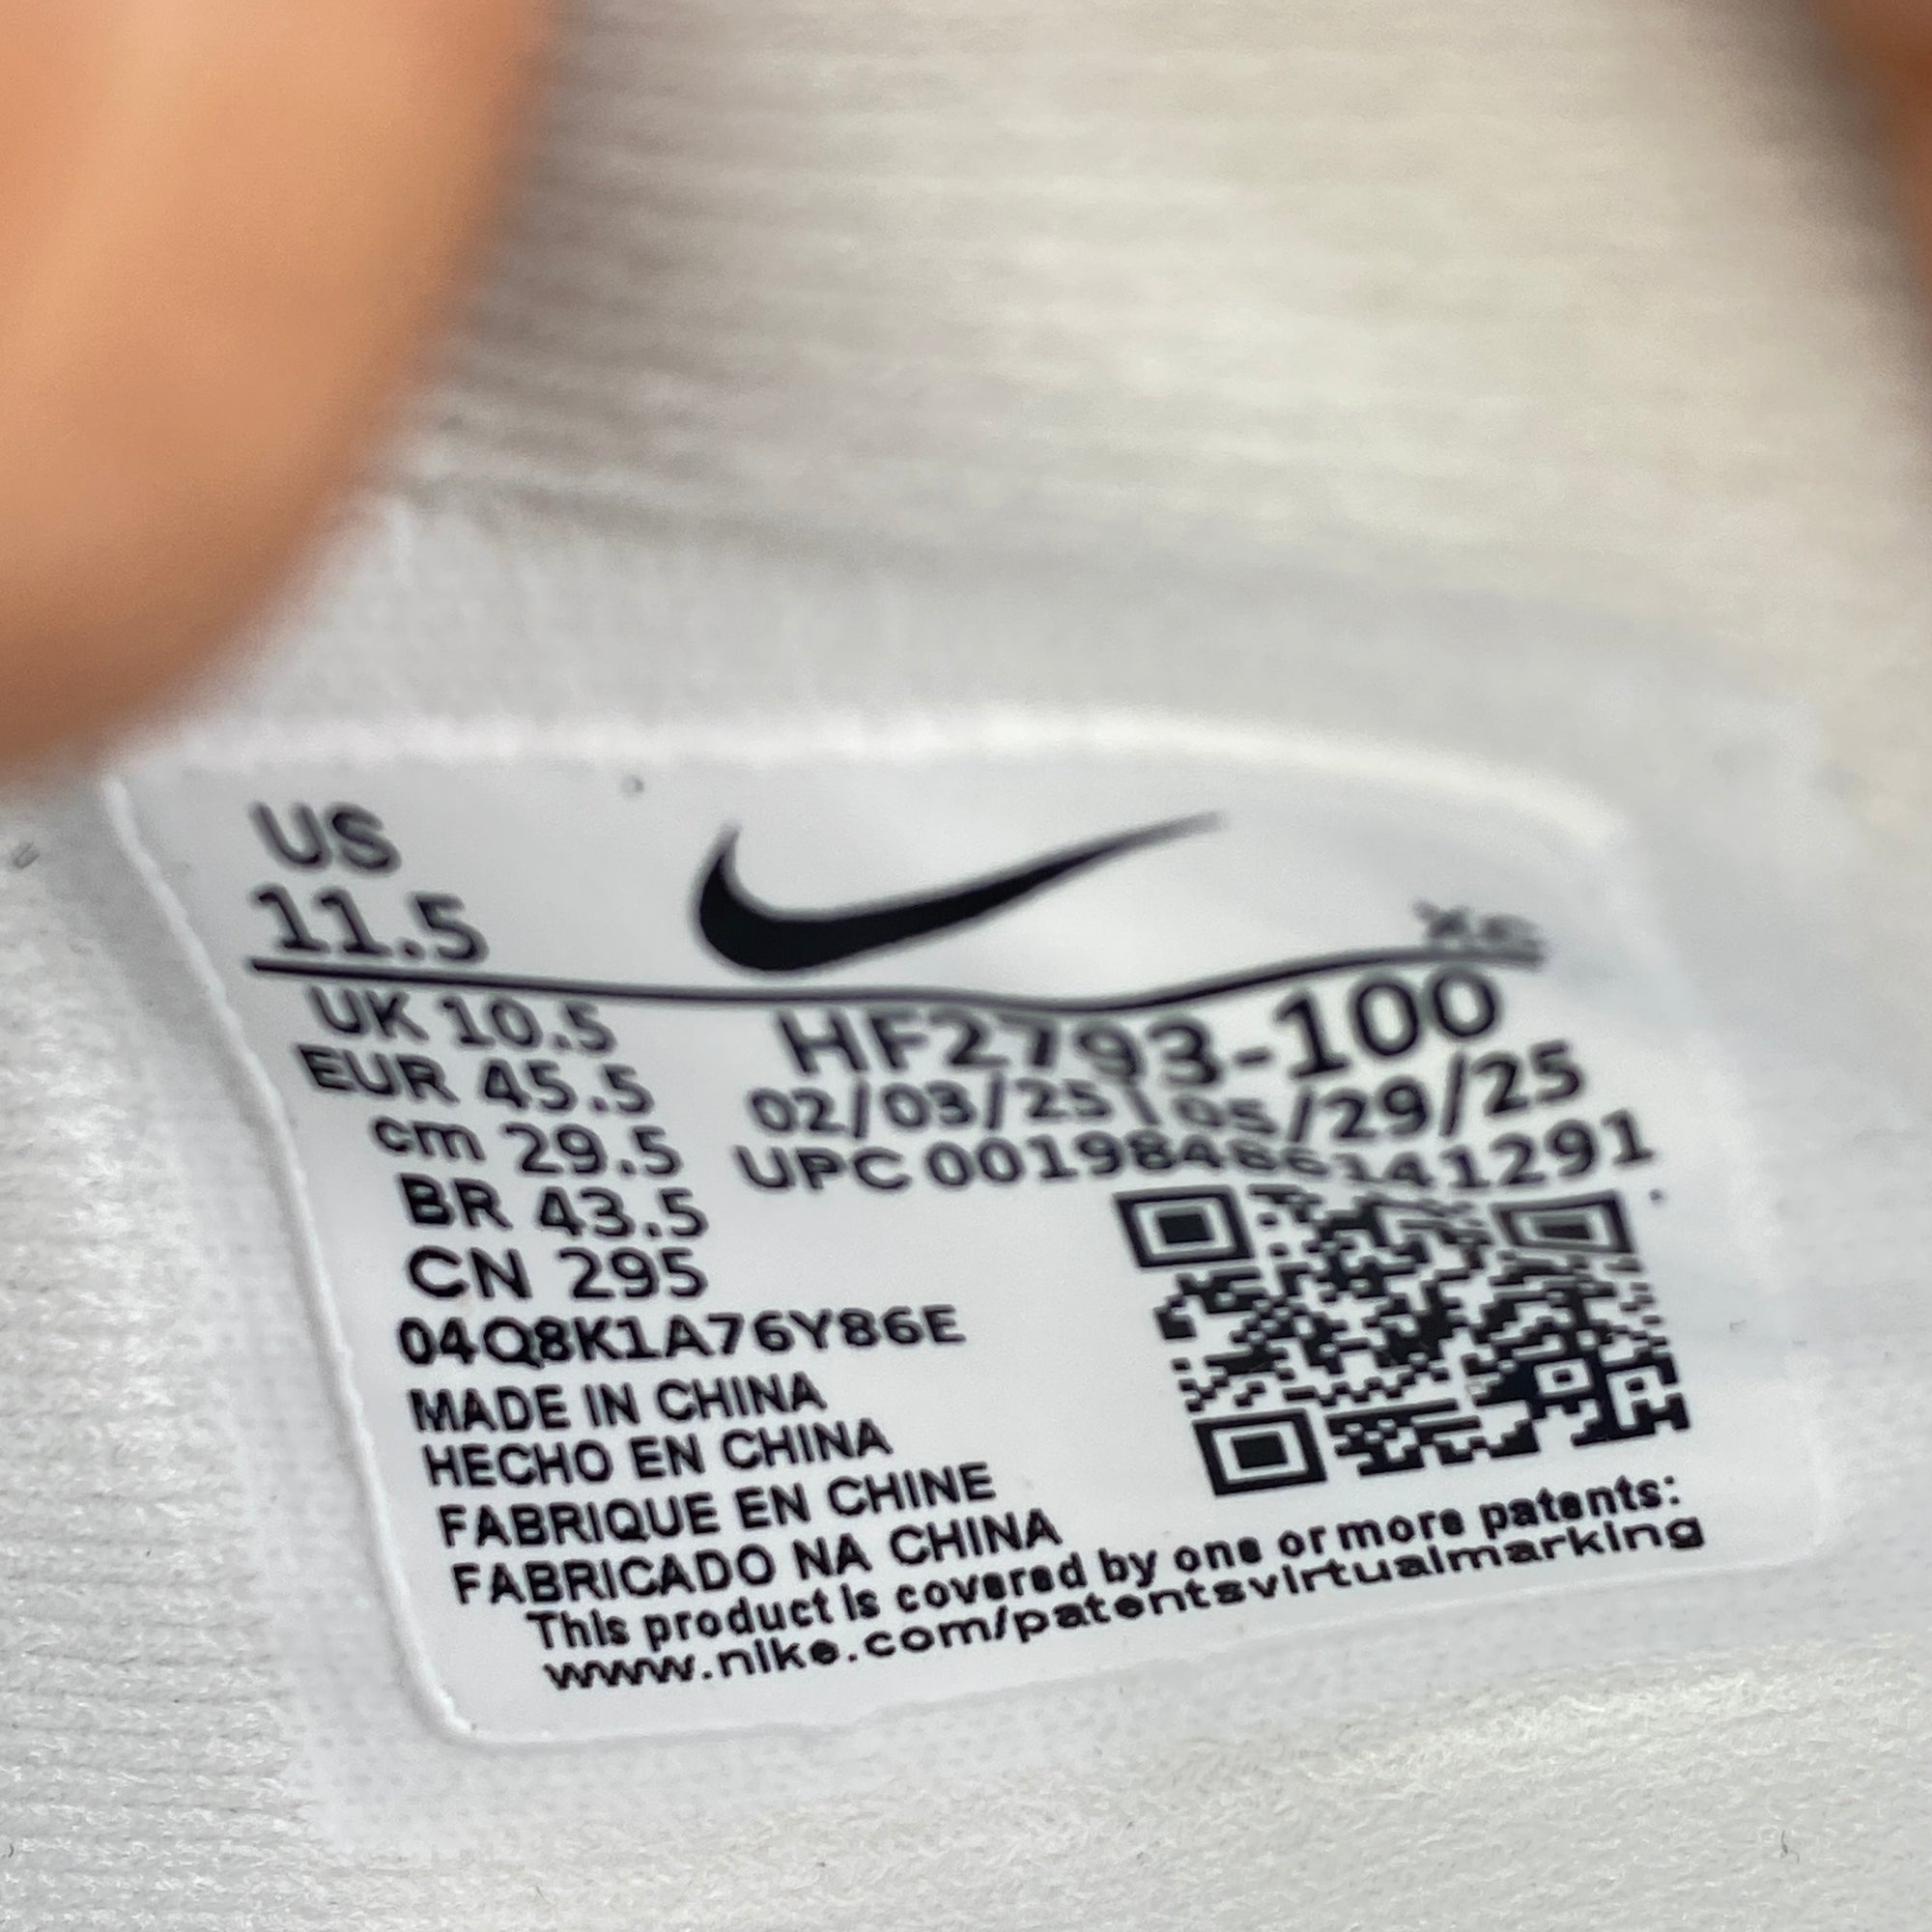 US
11.5
UK 10.5
EUR 45.5
cm 29.5
BR 43.5
CN 295
HF2793-100
02/03/25 05/29/25
UPC 00198486141291
04Q8K1A76Y86E
MADE IN CHINA
HECHO EN CHINA
FABRIQUE EN CHINE
FABRICADO NA CHINA
This product is covered by one or more patents:
www.nike.com/patentsvirtualmarking